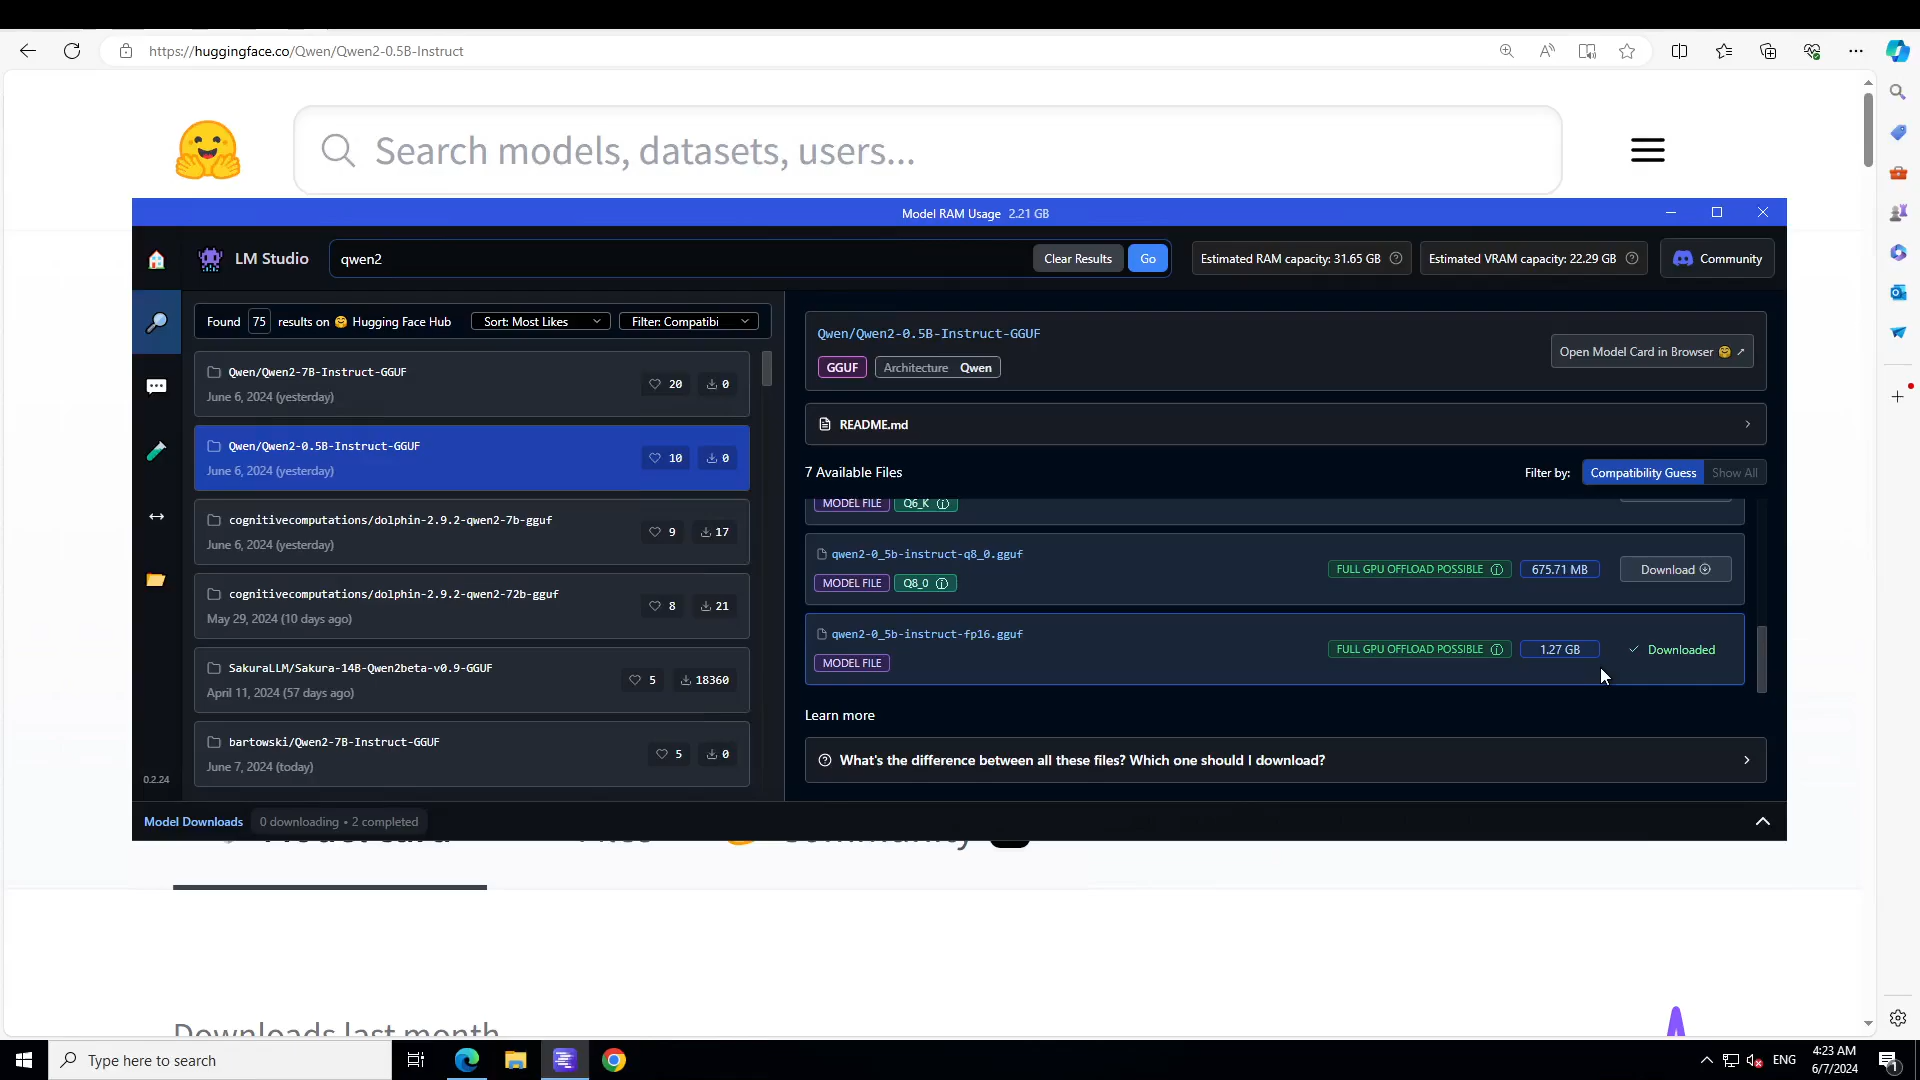 https://huggingface.co/Qwen/Qwen2-0.5B-Instruct
Search models, datasets, users...
Model RAM Usage 2.21 GB
LM Studio
qwen2
Clear Results
Go
Estimated RAM capacity: 31.65 GB
Estimated VRAM capacity: 22.29 GB
Community
Found 75 results on 🤗 Hugging Face Hub
Sort: Most Likes
Filter: Compatibi
Qwen/Qwen2-7B-Instruct-GGUF
June 6, 2024 (yesterday)
20
0
Qwen/Qwen2-0.5B-Instruct-GGUF
June 6, 2024 (yesterday)
10
0
cognitivecomputations/dolphin-2.9.2-qwen2-7b-gguf
June 6, 2024 (yesterday)
9
17
cognitivecomputations/dolphin-2.9.2-qwen2-72b-gguf
May 29, 2024 (10 days ago)
8
21
SakuraLLM/Sakura-14B-Qwen2beta-v0.9-GGUF
April 11, 2024 (57 days ago)
5
18360
bartowski/Qwen2-7B-Instruct-GGUF
June 7, 2024 (today)
5
0
0.2.24
Qwen/Qwen2-0.5B-Instruct-GGUF
GGUF
Architecture Qwen
Open Model Card in Browser 🤗 ↗
README.md
7 Available Files
Filter by:
Compatibility Guess
Show All
MODEL FILE
Q6_K
qwen2-0_5b-instruct-q8_0.gguf
MODEL FILE
Q8_0
FULL GPU OFFLOAD POSSIBLE
675.71 MB
Download
qwen2-0_5b-instruct-fp16.gguf
MODEL FILE
FULL GPU OFFLOAD POSSIBLE
1.27 GB
Downloaded
Learn more
What's the difference between all these files? Which one should I download?
Model Downloads
0 downloading • 2 completed
Downloads last month
Type here to search
ENG
4:23 AM
6/7/2024
1